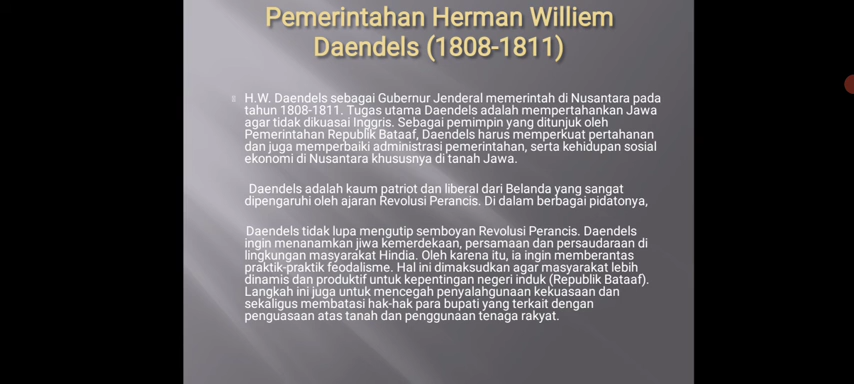 Pemerintahan Herman Williem
Daendels (1808-1811)
H.W. Daendels sebagai Gubernur Jenderal memerintah di Nusantara pada
tahun 1808-1811. Tugas utama Daendels adalah mempertahankan Jawa
agar tidak dikuasai Inggris. Sebagai pemimpin yang ditunjuk oleh
Pemerintahan Republik Bataaf, Daendels harus memperkuat pertahanan
dan juga memperbaiki administrasi pemerintahan, serta kehidupan sosial
ekonomi di Nusantara khususnya di tanah Jawa.
Daendels adalah kaum patriot dan liberal dari Belanda yang sangat
dipengaruhi oleh ajaran Revolusi Perancis. Di dalam berbagai pidatonya,
Daendels tidak lupa mengutip semboyan Revolusi Perancis. Daendels
ingin menanamkan jiwa kemerdekaan, persamaan dan persaudaraan di
lingkungan masyarakat Hindia. Oleh karena itu, ia ingin memberantas
praktik-praktik feodalisme. Hal ini dimaksudkan agar masyarakat lebih
dinamis dan produktif untuk kepentingan negeri induk (Republik Bataaf).
Langkah ini juga untuk mencegah penyalahgunaan kekuasaan dan
sekaligus membatasi hak-hak para bupati yang terkait dengan
penguasaan atas tanah dan penggunaan tenaga rakyat.